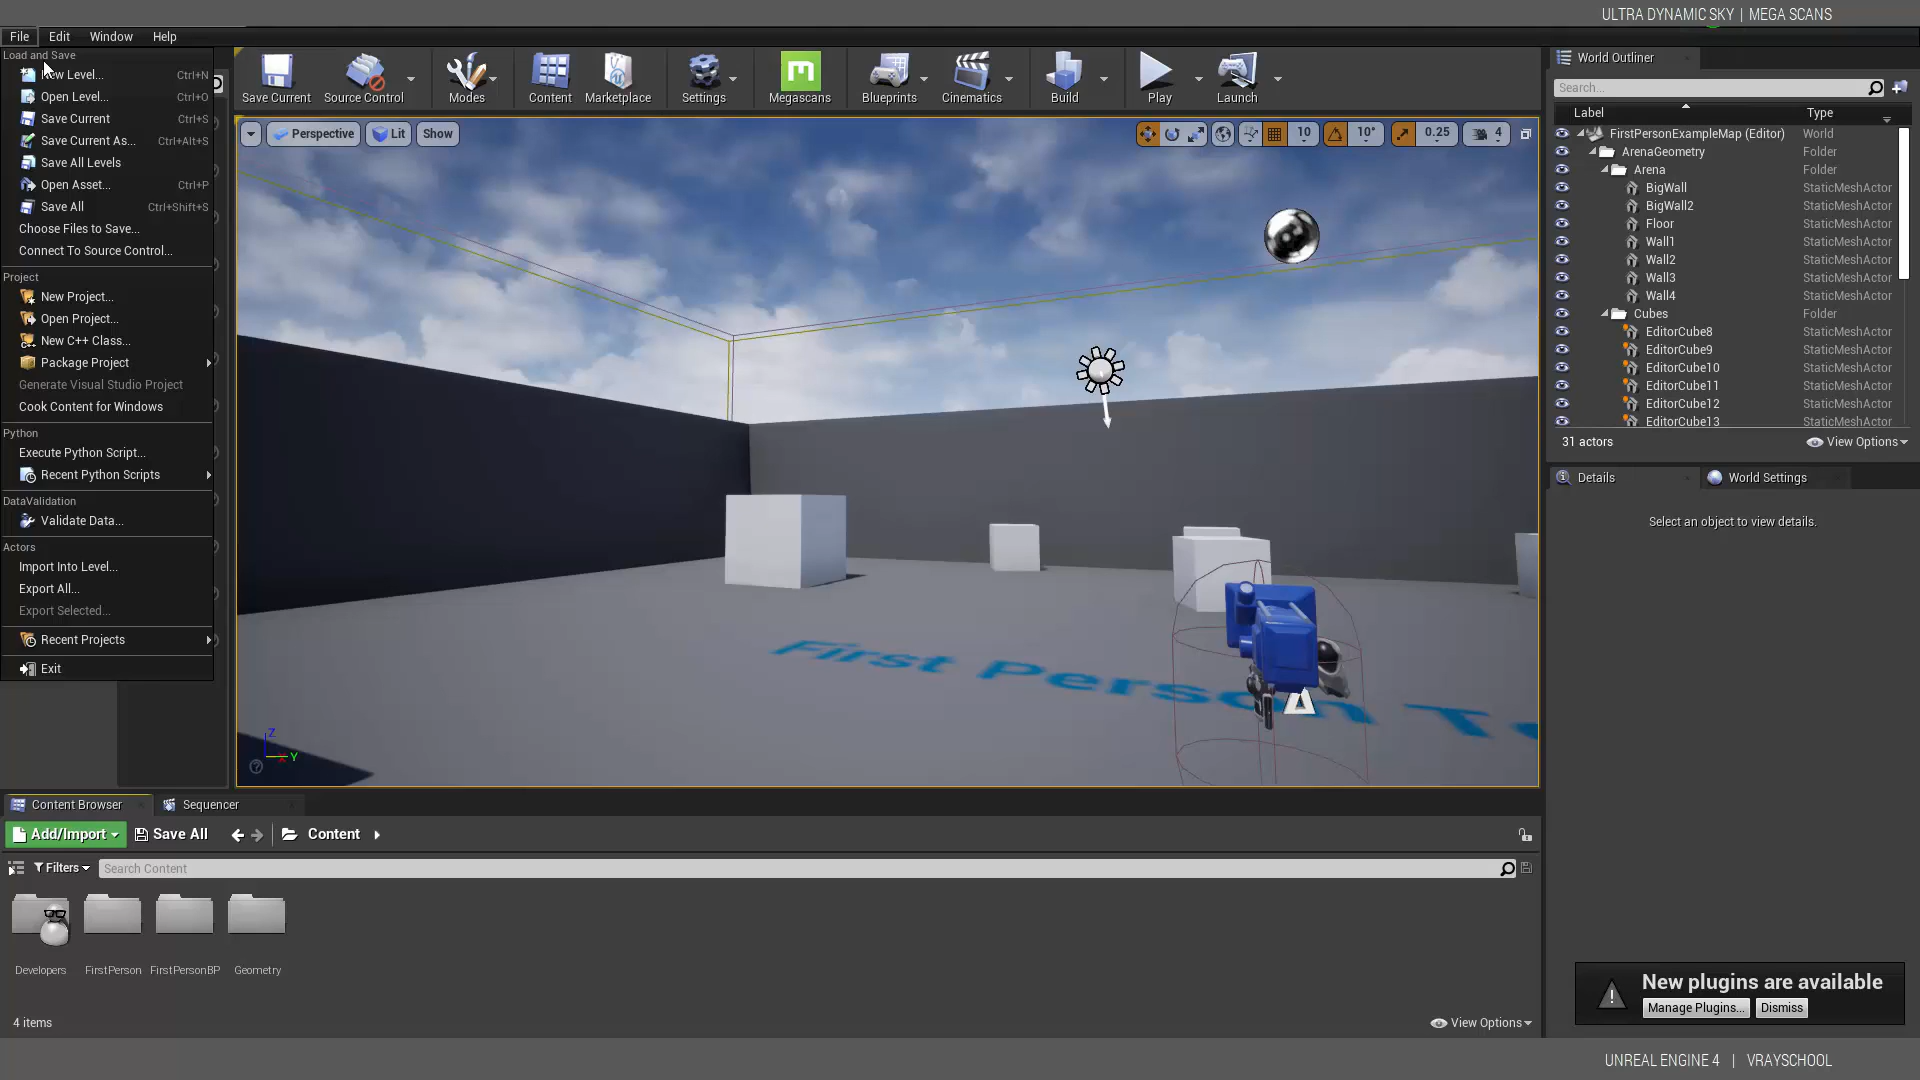 ULTRA DYNAMIC SKY | MEGA SCANS
File Edit Window Help
Load and Save
New Level... Ctrl+N
Open Level... Ctrl+O
Save Current Ctrl+S
Save Current As... Ctrl+Alt+S
Save All Levels
Open Asset... Ctrl+P
Save All Ctrl+Shift+S
Choose Files to Save...
Connect To Source Control...
Project
New Project...
Open Project...
New C++ Class...
Package Project
Generate Visual Studio Project
Cook Content for Windows
Python
Execute Python Script...
Recent Python Scripts
DataValidation
Validate Data...
Actors
Import Into Level...
Export All...
Export Selected...
Recent Projects
Exit
Save Current Source Control Modes Content Marketplace Settings Megascans Blueprints Cinematics Build Play Launch
Perspective Lit Show 10 10° 0.25 4
First Person
Z
Y
World Outliner
Search...
Label Type
FirstPersonExampleMap (Editor) World
ArenaGeometry Folder
Arena Folder
BigWall StaticMeshActor
BigWall2 StaticMeshActor
Floor StaticMeshActor
Wall1 StaticMeshActor
Wall2 StaticMeshActor
Wall3 StaticMeshActor
Wall4 StaticMeshActor
Cubes Folder
EditorCube8 StaticMeshActor
EditorCube9 StaticMeshActor
EditorCube10 StaticMeshActor
EditorCube11 StaticMeshActor
EditorCube12 StaticMeshActor
EditorCube13 StaticMeshActor
31 actors View Options
Details World Settings
Select an object to view details.
Content Browser Sequencer
Add/Import Save All Content
Filters Search Content
Developers FirstPerson FirstPersonBP Geometry
4 items View Options
New plugins are available
Manage Plugins... Dismiss
UNREAL ENGINE 4 | VRAYSCHOOL